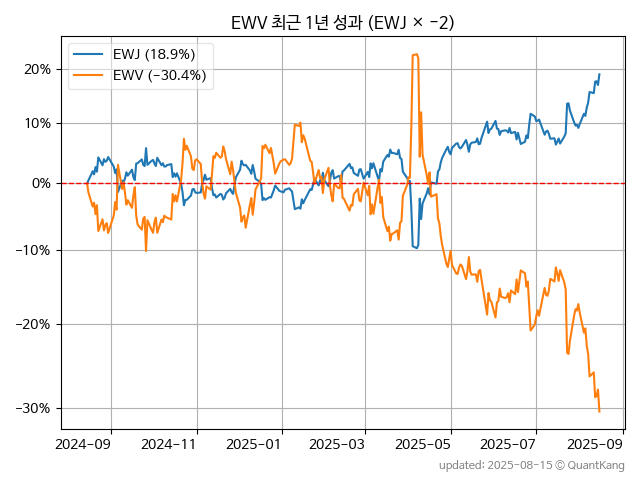 EWV 최근 1년 성과 (EWJ × −2)
EWJ (18.9%)
EWV (−30.4%)
20%
10%
0%
−10%
−20%
−30%
2024-09 2024-11 2025-01 2025-03 2025-05 2025-07 2025-09
updated: 2025-08-15 © QuantKang